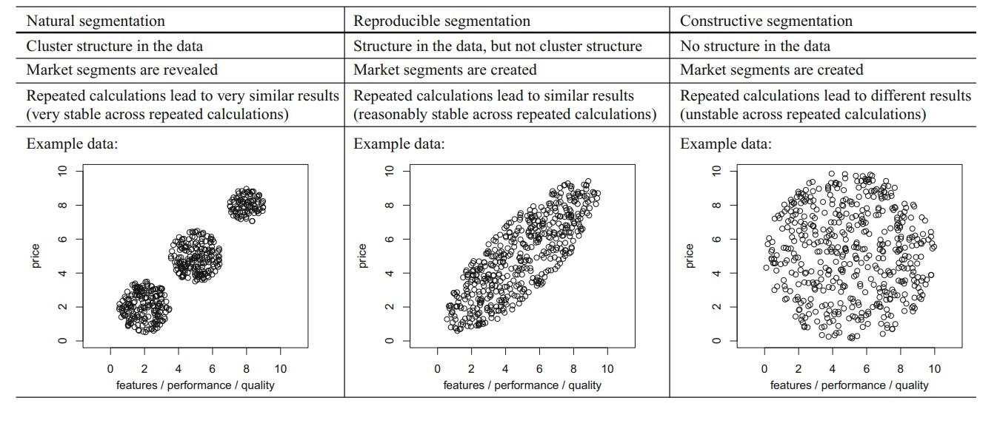 Natural segmentation
Reproducible segmentation
Constructive segmentation
Cluster structure in the data
Structure in the data, but not cluster structure
No structure in the data
Market segments are revealed
Market segments are created
Market segments are created
Repeated calculations lead to very similar results
(very stable across repeated calculations)
Repeated calculations lead to similar results
(reasonably stable across repeated calculations)
Repeated calculations lead to different results
(unstable across repeated calculations)
Example data:
10
8
6
4
2
0
price
0 2 4 6 8 10
features / performance / quality
Example data:
10
8
6
4
2
0
price
0 2 4 6 8 10
features / performance / quality
Example data:
10
8
6
4
2
0
price
0 2 4 6 8 10
features / performance / quality